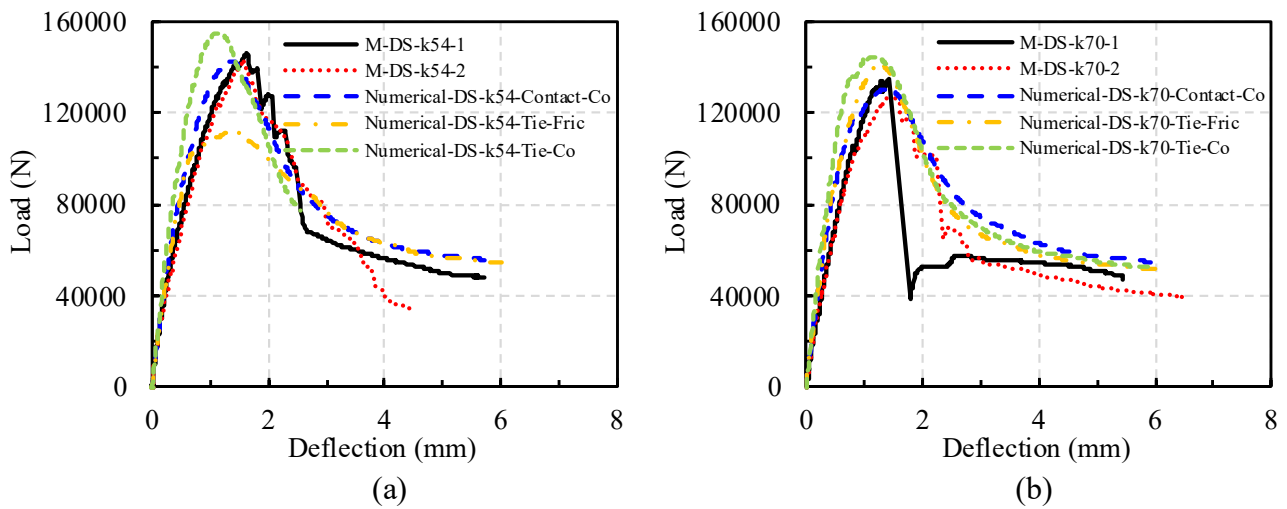 160000
120000
80000
40000
0
Load (N)
M-DS-k54-1
M-DS-k54-2
Numerical-DS-k54-Contact-Co
Numerical-DS-k54-Tie-Fric
Numerical-DS-k54-Tie-Co
0 2 4 6 8
Deflection (mm)
(a)
160000
120000
80000
40000
0
Load (N)
M-DS-k70-1
M-DS-k70-2
Numerical-DS-k70-Contact-Co
Numerical-DS-k70-Tie-Fric
Numerical-DS-k70-Tie-Co
0 2 4 6 8
Deflection (mm)
(b)